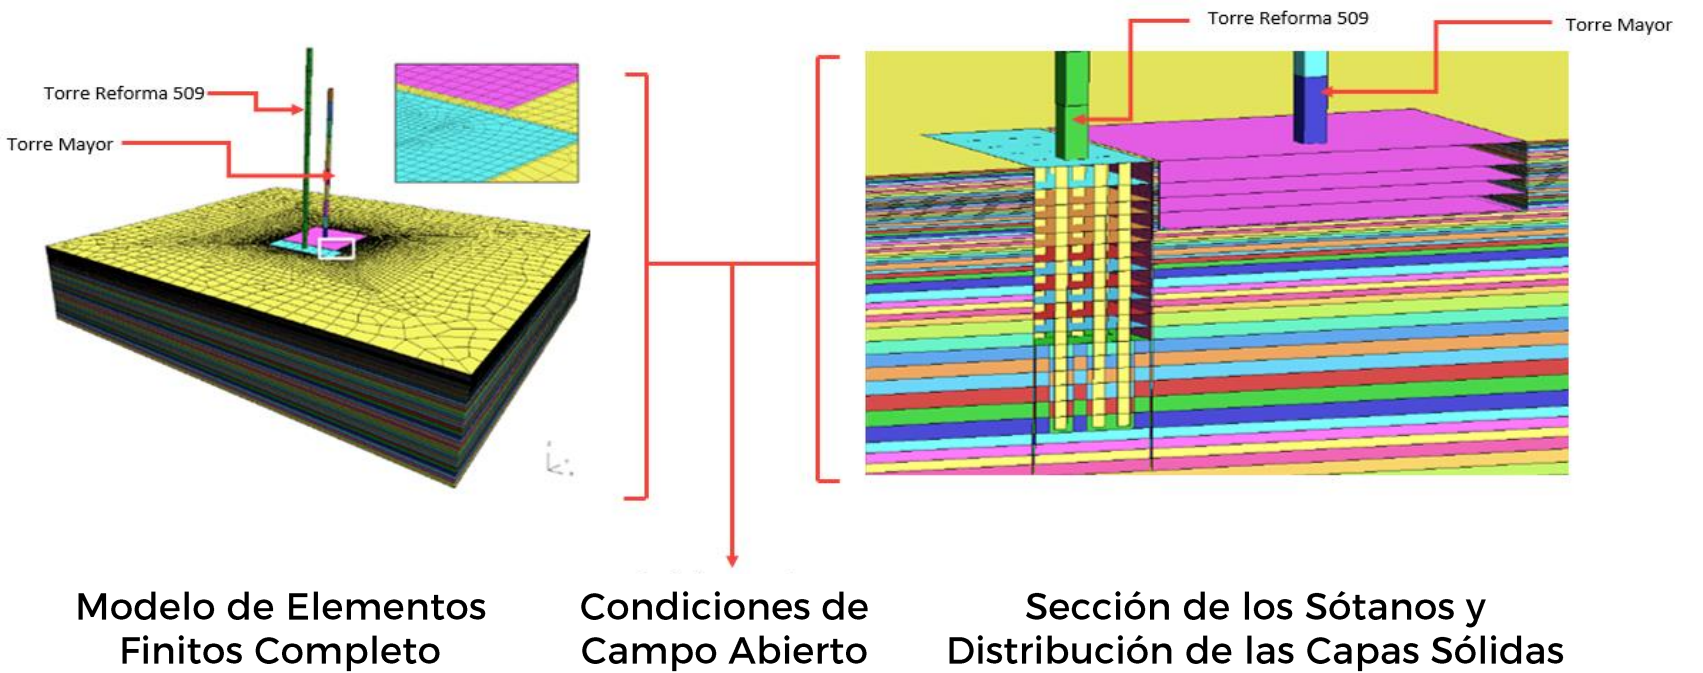 Torre Reforma 509
Torre Mayor
Torre Reforma 509
Torre Mayor
Modelo de Elementos
Finitos Completo
Condiciones de
Campo Abierto
Sección de los Sótanos y
Distribución de las Capas Sólidas